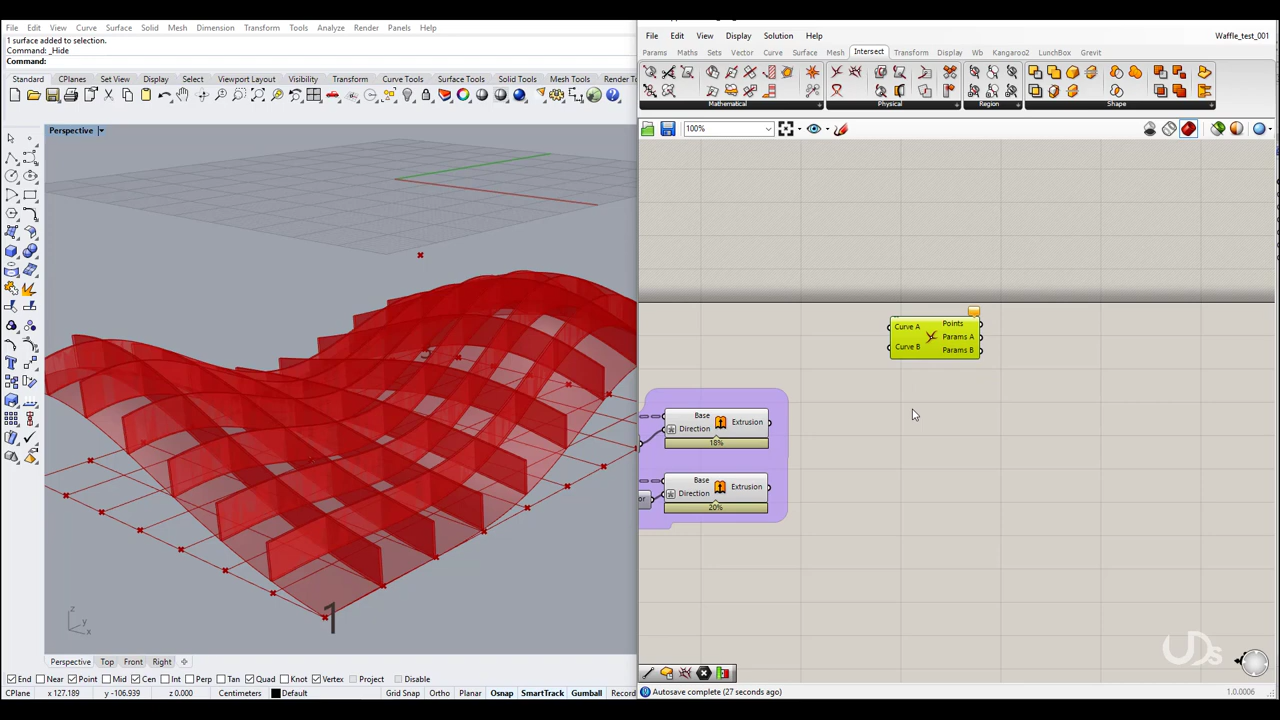 File Edit View Curve Surface Solid Mesh Dimension Transform Tools Analyze Render Panels Help
1 surface added to selection.
Command: _Hide
Command:
Standard CPlanes Set View Display Select Viewport Layout Visibility Transform Curve Tools Surface Tools Solid Tools Mesh Tools Render To
Perspective
1
z
y
x
Perspective Top Front Right
End Near Point Mid Cen Int Perp Tan Quad Knot Vertex Project Disable
CPlane x 127.189 y -106.939 z 0.000 Centimeters Default Grid Snap Ortho Planar Osnap SmartTrack Gumball Record
File Edit View Display Solution Help
Waffle_test_001
Params Maths Sets Vector Curve Surface Mesh Intersect Transform Display Wb Kangaroo2 LunchBox Grevit
Mathematical Physical Region Shape
100%
Curve A
Curve B
Points
Params A
Params B
Base
Direction
Extrusion
18%
Base
Direction
Extrusion
20%
or
UDs
Autosave complete (27 seconds ago)
1.0.0006